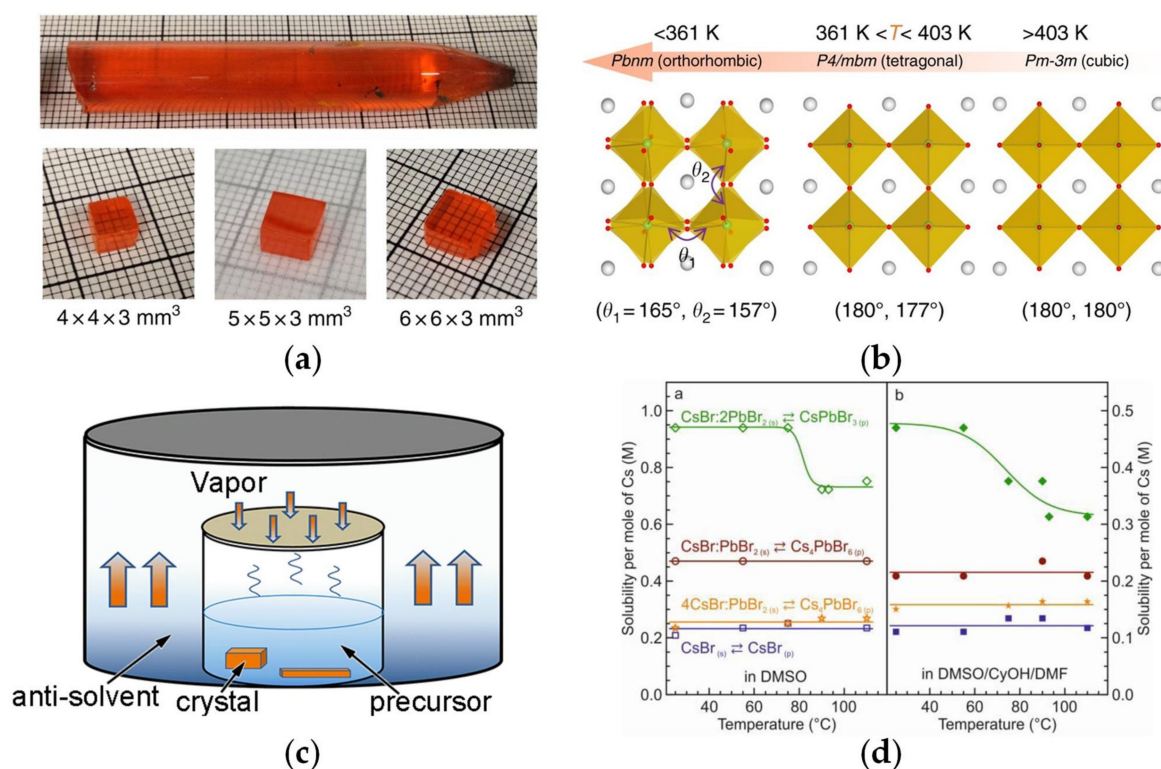 4×4×3 mm³
5×5×3 mm³
6×6×3 mm³
(a)
<361 K
361 K <T< 403 K
>403 K
Pbnm (orthorhombic)
P4/mbm (tetragonal)
Pm-3m (cubic)
θ₂
θ₁
(θ₁=165°, θ₂=157°)
(180°, 177°)
(180°, 180°)
(b)
Vapor
anti-solvent
crystal
precursor
(c)
Solubility per mole of Cs (M)
1.0
0.8
0.6
0.4
0.2
0.0
a
CsBr:2PbBr₂ (s) ⇄ CsPbBr₃ (p)
CsBr:PbBr₂ (s) ⇄ Cs₄PbBr₆ (p)
4CsBr:PbBr₂ (s) ⇄ Cs₄PbBr₆ (p)
CsBr (s) ⇄ CsBr (p)
in DMSO
40 60 80 100
Temperature (°C)
b
in DMSO/CyOH/DMF
40 60 80 100
Temperature (°C)
0.5
0.4
0.3
0.2
0.1
0.0
Solubility per mole of Cs (M)
(d)